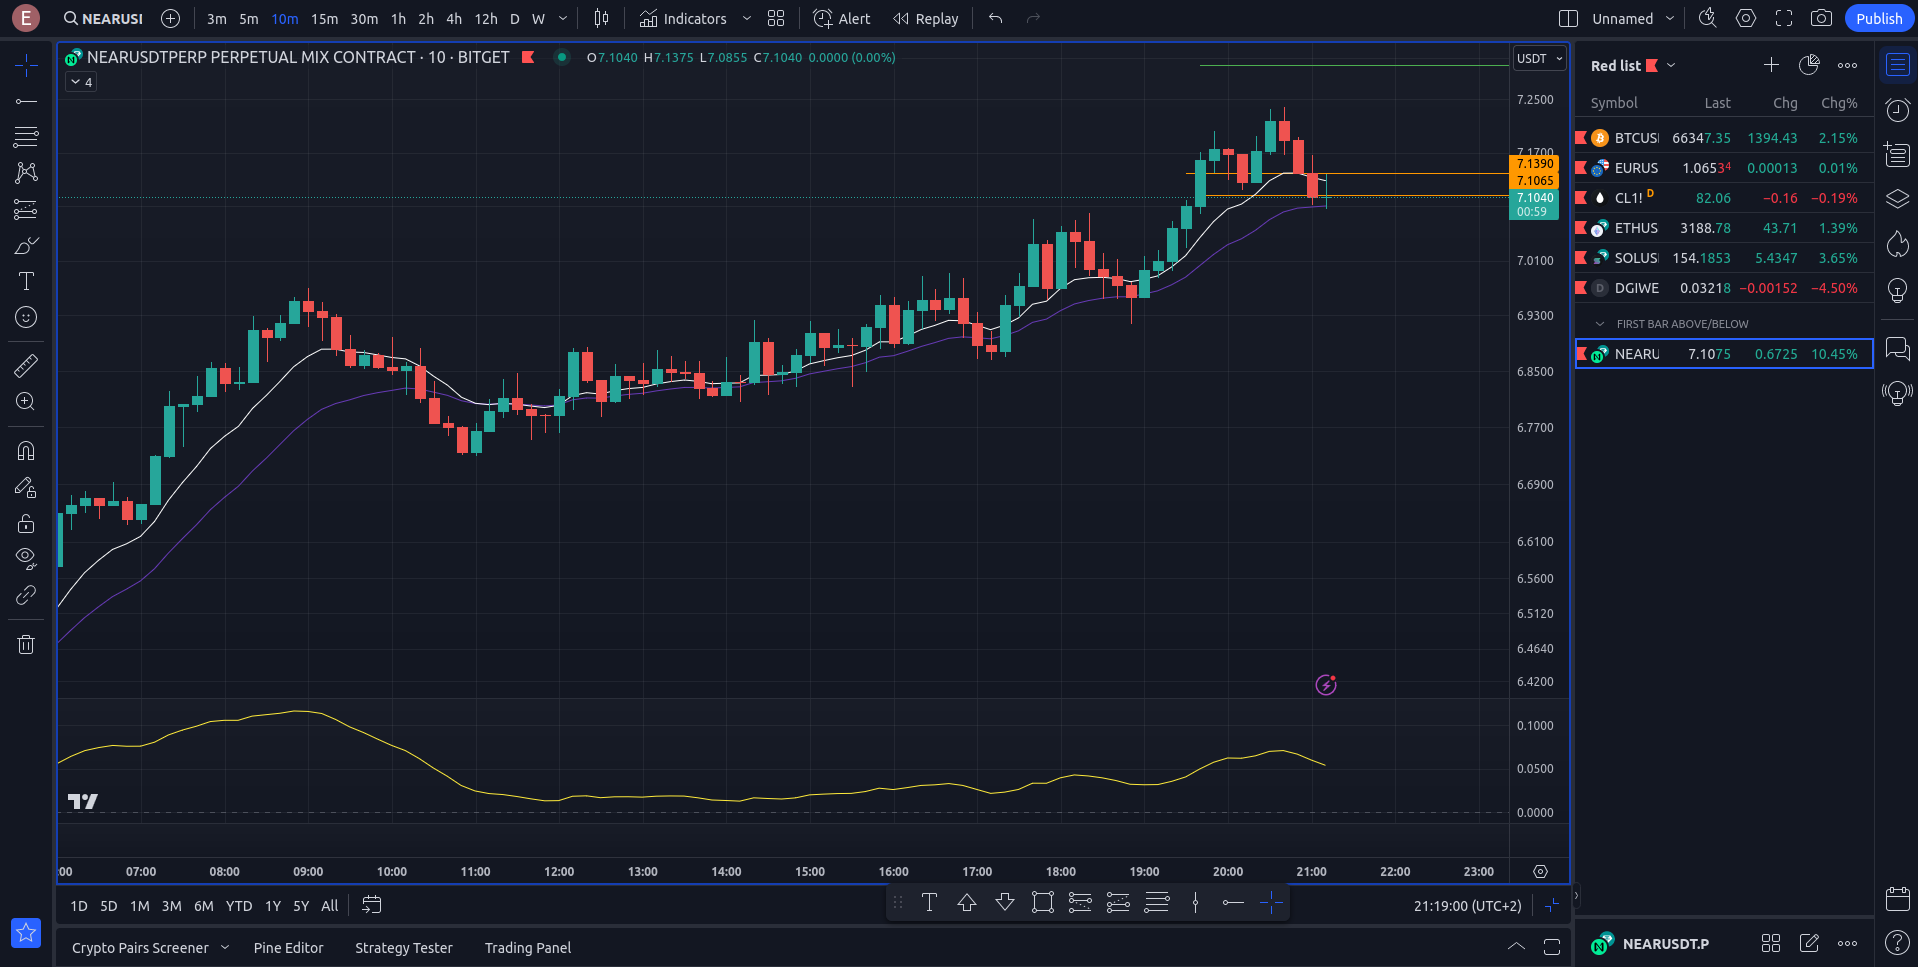 E
NEARUSI
3m 5m 10m 15m 30m 1h 2h 4h 12h D W
Indicators
Alert
Replay
Unnamed
Publish
NEARUSDTPERP PERPETUAL MIX CONTRACT · 10 · BITGET
O7.1040 H7.1375 L7.0855 C7.1040 0.0000 (0.00%)
4
USDT
7.2500
7.1700
7.1390
7.1065
7.1040
00:59
7.0100
6.9300
6.8500
6.7700
6.6900
6.6100
6.5600
6.5120
6.4640
6.4200
0.1000
0.0500
0.0000
:00 07:00 08:00 09:00 10:00 11:00 12:00 13:00 14:00 15:00 16:00 17:00 18:00 19:00 20:00 21:00 22:00 23:00
1D 5D 1M 3M 6M YTD 1Y 5Y All
21:19:00 (UTC+2)
Crypto Pairs Screener Pine Editor Strategy Tester Trading Panel
Red list
Symbol Last Chg Chg%
BTCUSI 66347.35 1394.43 2.15%
EURUS 1.06534 0.00013 0.01%
CL1! D 82.06 −0.16 −0.19%
ETHUS 3188.78 43.71 1.39%
SOLUSI 154.1853 5.4347 3.65%
D DGIWE 0.03218 −0.00152 −4.50%
FIRST BAR ABOVE/BELOW
NEARU 7.1075 0.6725 10.45%
NEARUSDT.P